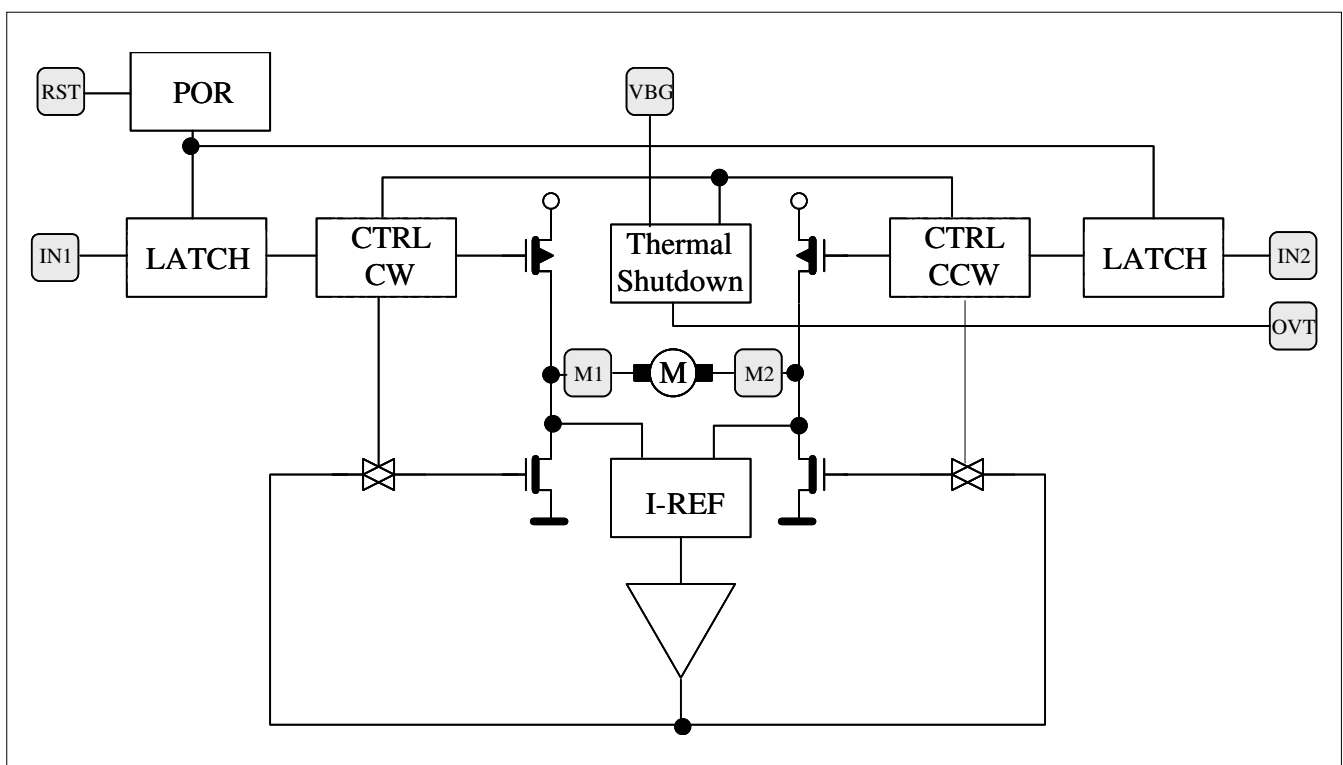 RST
POR
VBG
IN1
LATCH
CTRL
CW
Thermal
Shutdown
CTRL
CCW
LATCH
IN2
OVT
M1
M
M2
I-REF